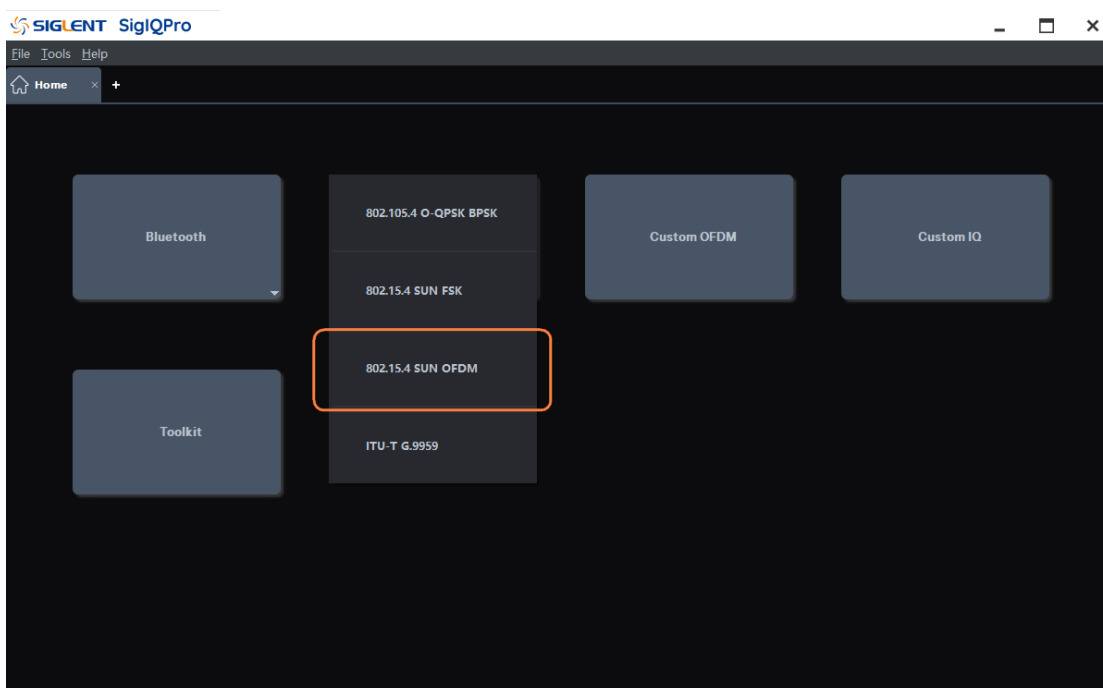 SIGLENT SigIQPro
File Tools Help
Home × +
Bluetooth
802.105.4 O-QPSK BPSK
802.15.4 SUN FSK
802.15.4 SUN OFDM
ITU-T G.9959
Custom OFDM
Custom IQ
Toolkit